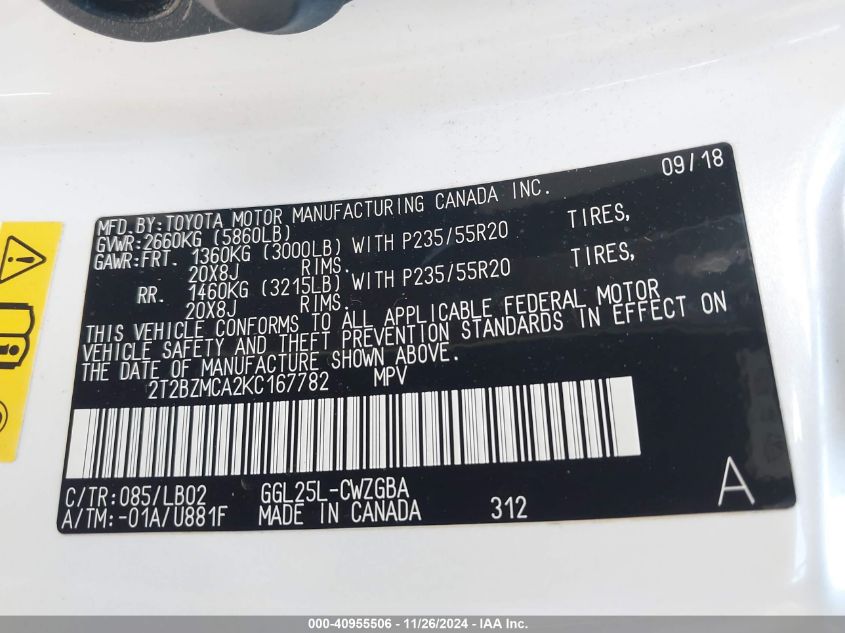 09/18
MFD.BY:TOYOTA MOTOR MANUFACTURING CANADA INC.
GVWR:2660KG (5860LB)
GAWR:FRT. 1360KG (3000LB) WITH P235/55R20 TIRES,
20X8J RIMS.
RR. 1460KG (3215LB) WITH P235/55R20 TIRES,
20X8J RIMS.
THIS VEHICLE CONFORMS TO ALL APPLICABLE FEDERAL MOTOR
VEHICLE SAFETY AND THEFT PREVENTION STANDARDS IN EFFECT ON
THE DATE OF MANUFACTURE SHOWN ABOVE.
2T2BZMCA2KC167782 MPV
C/TR:085/LB02 GGL25L-CWZGBA
A/TM:-01A/U881F MADE IN CANADA 312 A
000-40955506 - 11/26/2024 - IAA Inc.